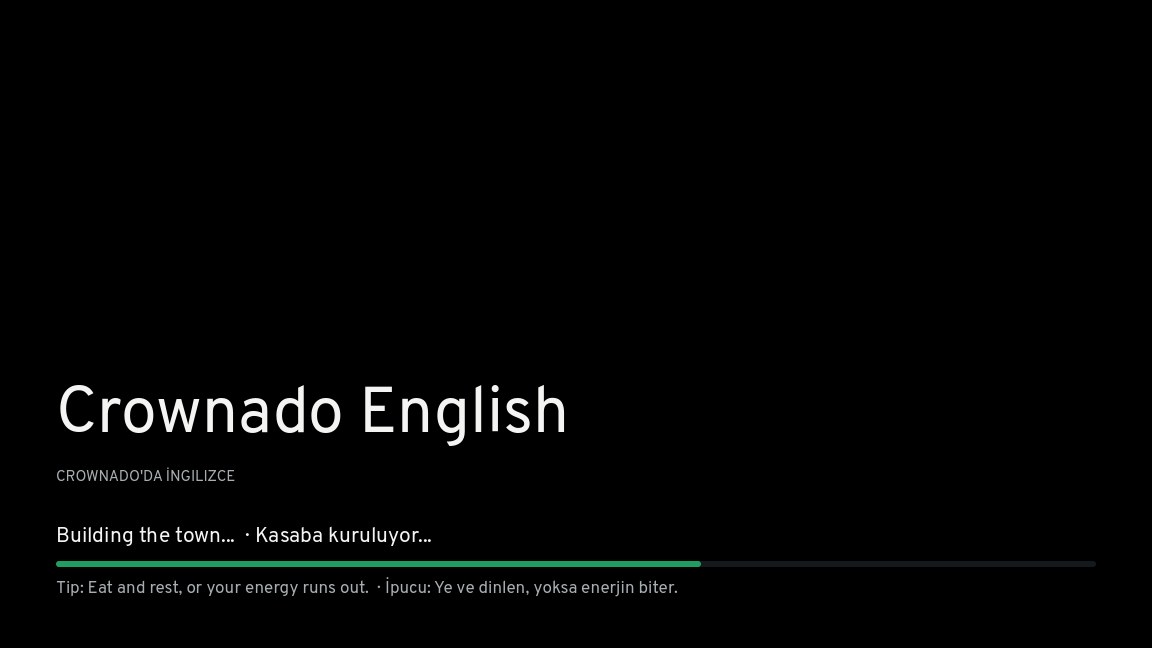 Crownado English
CROWNADO'DA İNGILIZCE
Building the town... · Kasaba kuruluyor...
Tip: Eat and rest, or your energy runs out. · İpucu: Ye ve dinlen, yoksa enerjin biter.